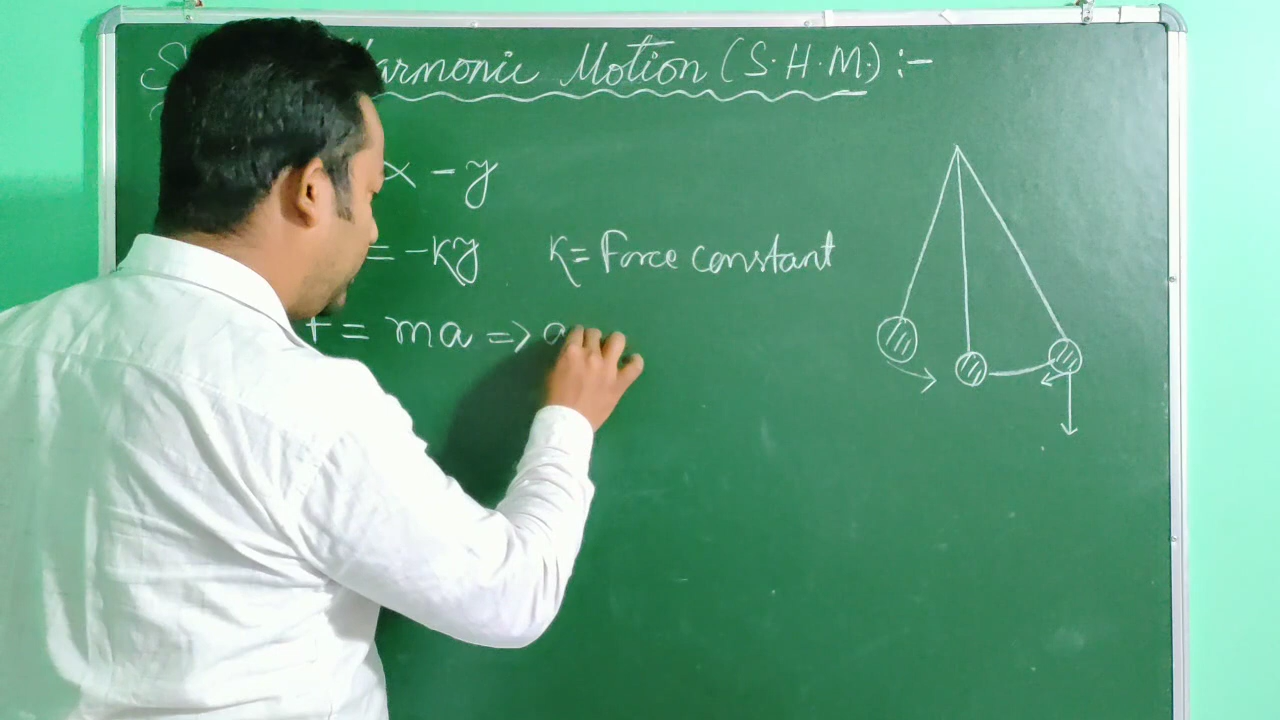 Harmonic Motion (S.H.M.) :-
∝ - y
= -Ky K = Force constant
F = ma => a